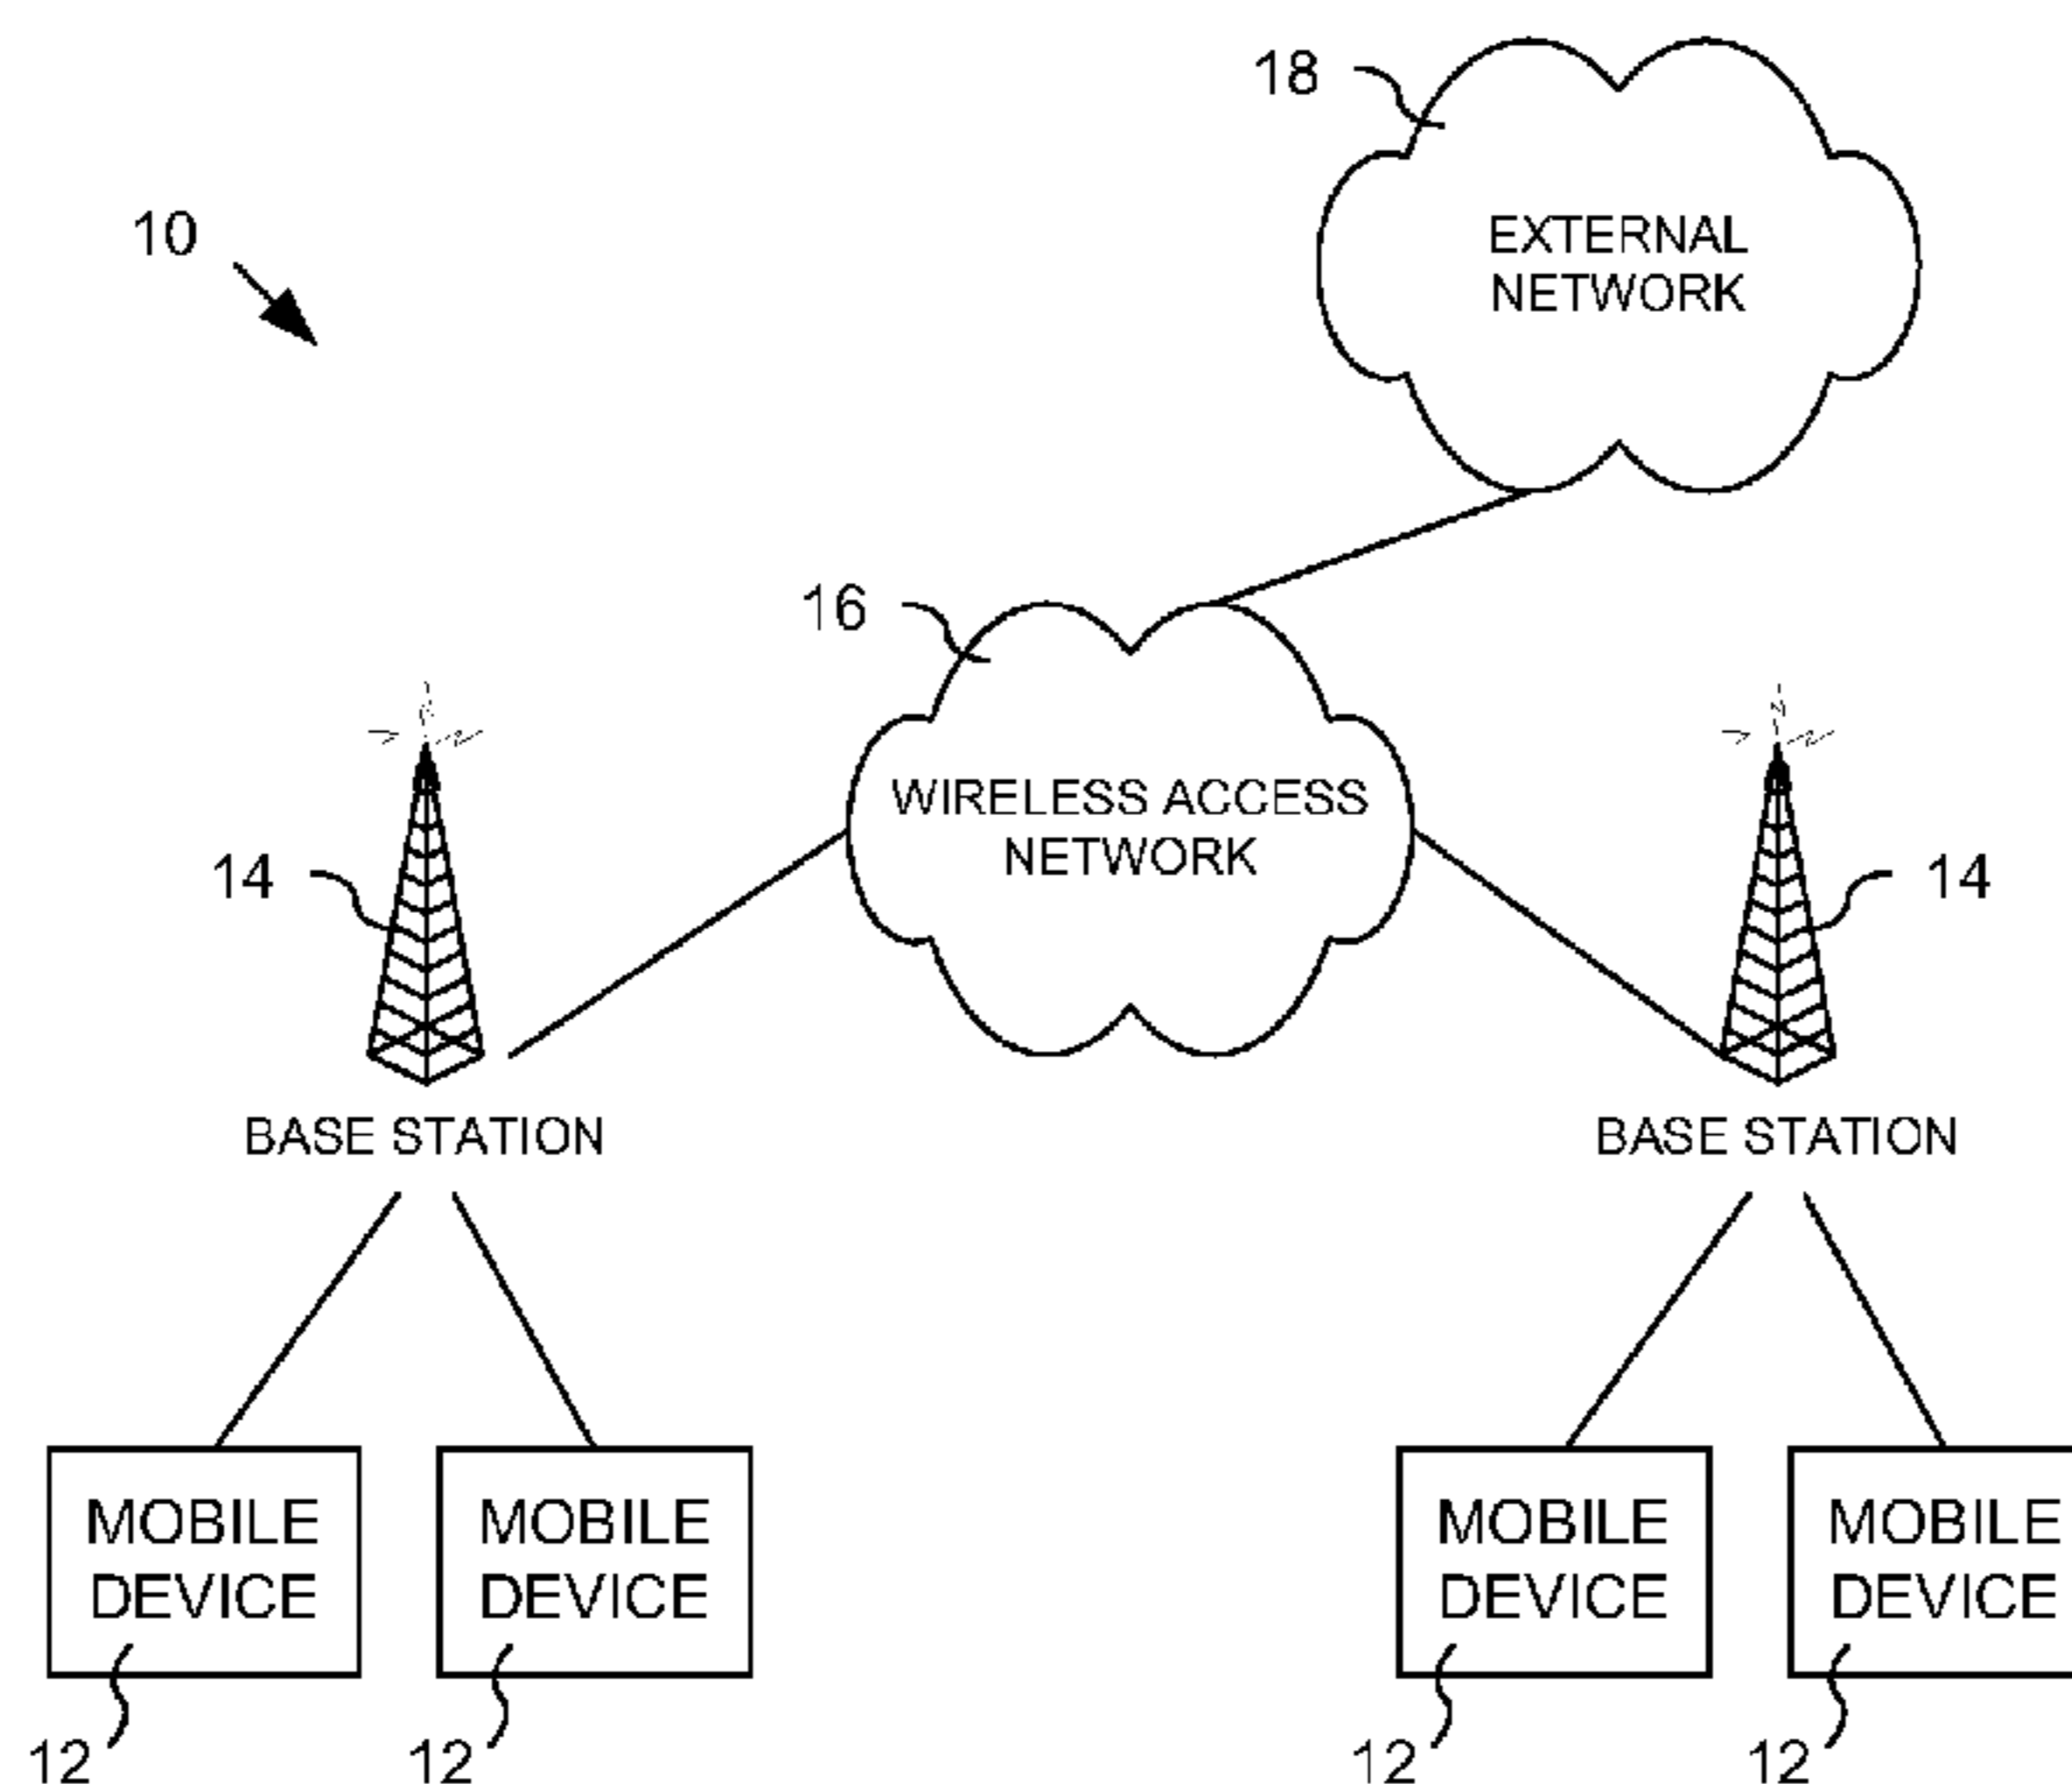 18
EXTERNAL
NETWORK
10
16
WIRELESS ACCESS
NETWORK
14
14
BASE STATION
BASE STATION
MOBILE
DEVICE
MOBILE
DEVICE
MOBILE
DEVICE
MOBILE
DEVICE
12
12
12
12